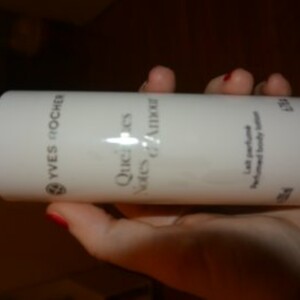 YVES ROCHER
Quelques
Notes
d'Amour
Lait parfumé
Perfumed body lotion